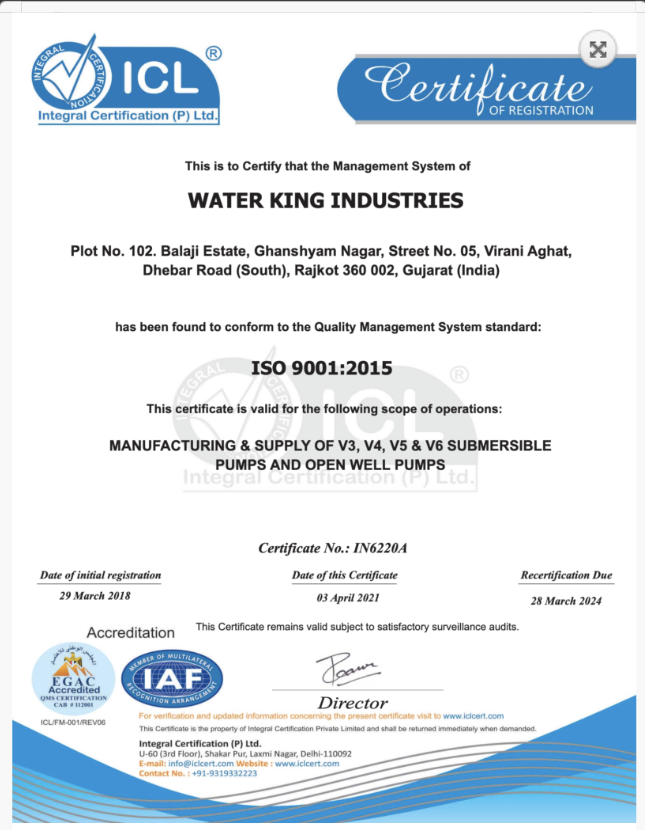 INTEGRAL CERTIFICATION
ICL®
Integral Certification (P) Ltd.
Certificate
OF REGISTRATION
This is to Certify that the Management System of
WATER KING INDUSTRIES
Plot No. 102. Balaji Estate, Ghanshyam Nagar, Street No. 05, Virani Aghat,
Dhebar Road (South), Rajkot 360 002, Gujarat (India)
has been found to conform to the Quality Management System standard:
ISO 9001:2015
This certificate is valid for the following scope of operations:
MANUFACTURING & SUPPLY OF V3, V4, V5 & V6 SUBMERSIBLE
PUMPS AND OPEN WELL PUMPS
INTEGRAL CERTIFICATION
ICL®
Integral Certification (P) Ltd.
Certificate No.: IN6220A
Date of initial registration
29 March 2018
Date of this Certificate
03 April 2021
Recertification Due
28 March 2024
This Certificate remains valid subject to satisfactory surveillance audits.
Accreditation
EGAC
Accredited
QMS CERTIFICATION
CAB # 112001
MEMBER OF MULTILATERAL
IAF
RECOGNITION ARRANGEMENT
ICL/FM-001/REV06
Director
For verification and updated information concerning the present certificate visit to www.iclcert.com
This Certificate is the property of Integral Certification Private Limited and shall be returned immediately when demanded.
Integral Certification (P) Ltd.
U-60 (3rd Floor), Shakar Pur, Laxmi Nagar, Delhi-110092
E-mail: info@iclcert.com Website : www.iclcert.com
Contact No. : +91-9319332223